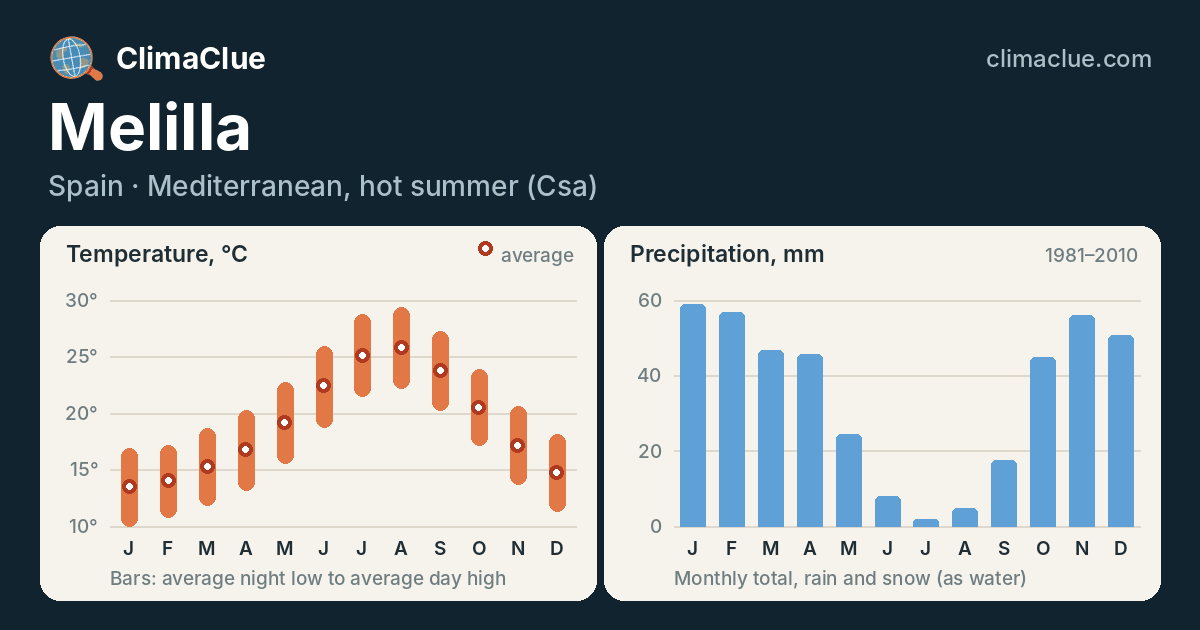 ClimaClue
climaclue.com
Melilla
Spain · Mediterranean, hot summer (Csa)
Temperature, °C
average
30°
25°
20°
15°
10°
J F M A M J J A S O N D
Bars: average night low to average day high
Precipitation, mm
1981–2010
60
40
20
0
J F M A M J J A S O N D
Monthly total, rain and snow (as water)